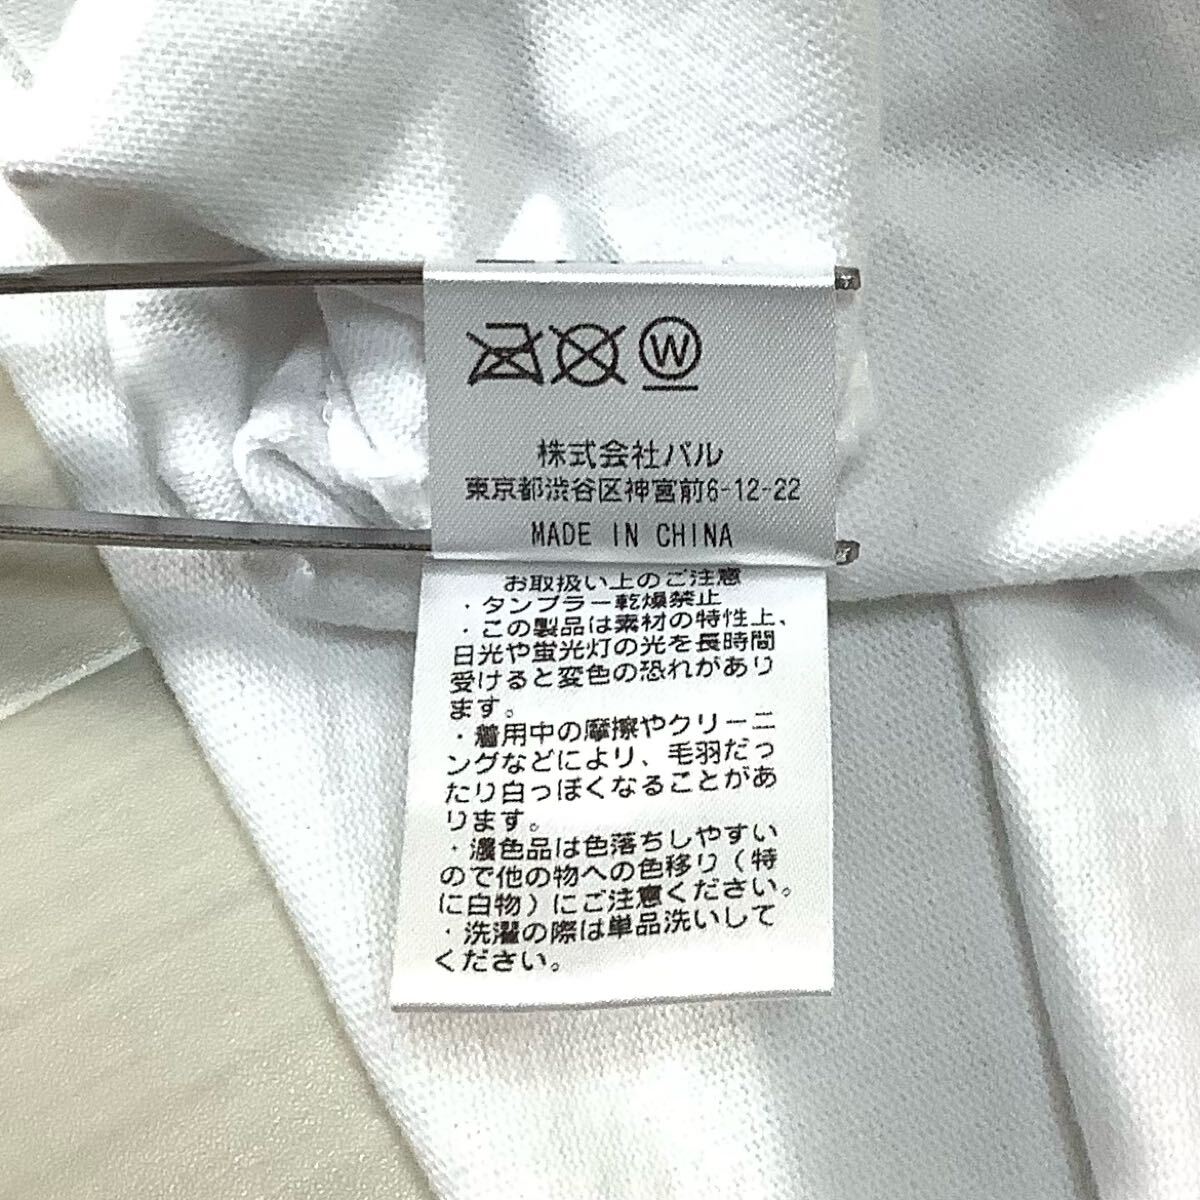 W
株式会社パル
東京都渋谷区神宮前6-12-22
MADE IN CHINA
お取扱い上のご注意
・タンブラー乾燥禁止
・この製品は素材の特性上、
日光や蛍光灯の光を長時間
受けると変色の恐れがあり
ます。
・着用中の摩擦やクリーニ
ングなどにより、毛羽だっ
たり白っぽくなることがあ
ります。
・濃色品は色落ちしやすい
ので他の物への色移り(特
に白物)にご注意ください。
・洗濯の際は単品洗いして
ください。